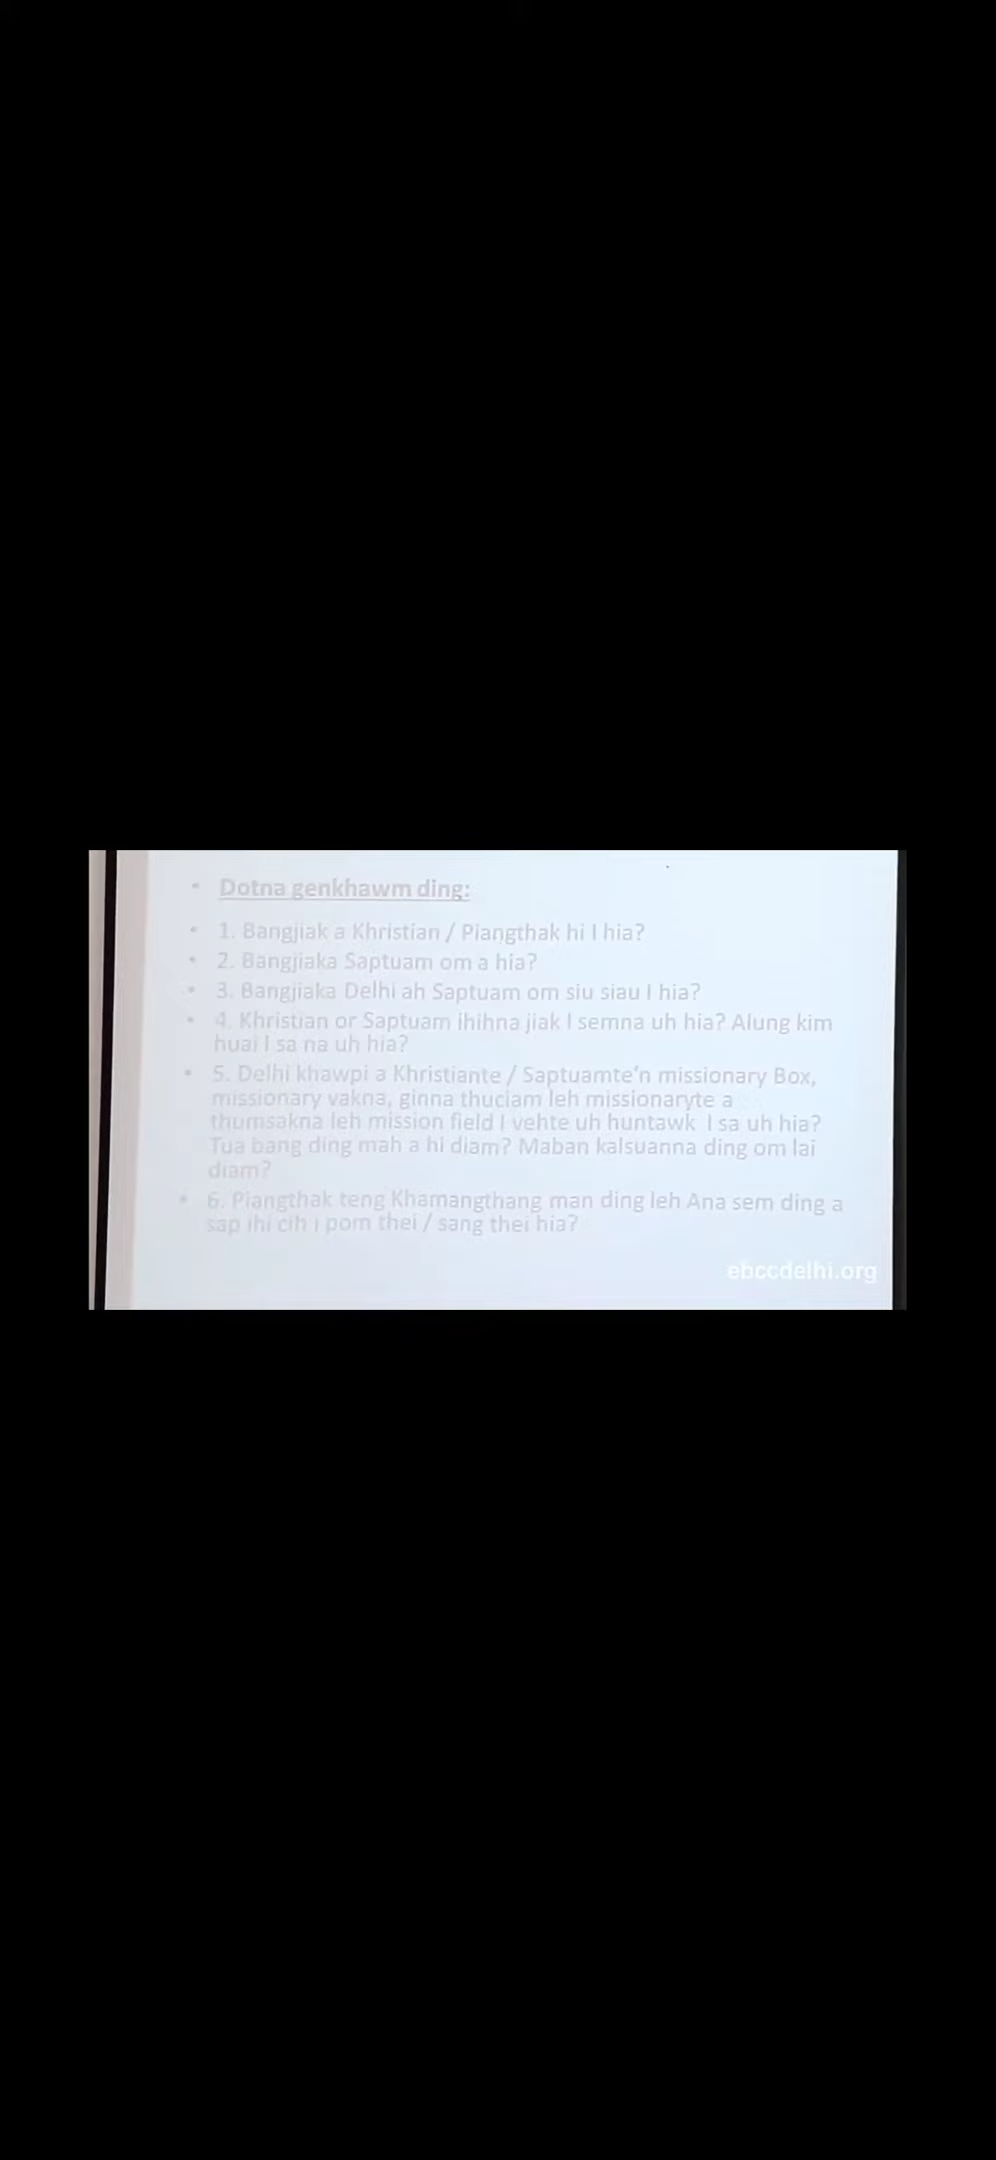 • Dotna genkhawm ding:
• 1. Bangjiak a Khristian / Piangthak hi I hia?
• 2. Bangjiaka Saptuam om a hia?
• 3. Bangjiaka Delhi ah Saptuam om siu siau I hia?
• 4. Khristian or Saptuam ihihna jiak I semna uh hia? Alung kim
huai I sa na uh hia?
• 5. Delhi khawpi a Khristiante / Saptuamte’n missionary Box,
missionary vakna, ginna thuciam leh missionaryte a
thumsakna leh mission field I vehte uh huntawk I sa uh hia?
Tua bang ding mah a hi diam? Maban kalsuanna ding om lai
diam?
• 6. Piangthak teng Khamangthang man ding leh Ana sem ding a
sap ihi cih i pom thei / sang thei hia?
ebccdelhi.org